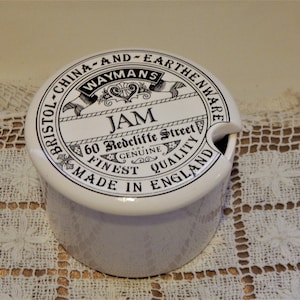 BRISTOL-CHINA-AND-EARTHENWARE
WAYMANS
JAM
60 Redcliffe Street
GENUINE
FINEST QUALITY
MADE IN ENGLAND